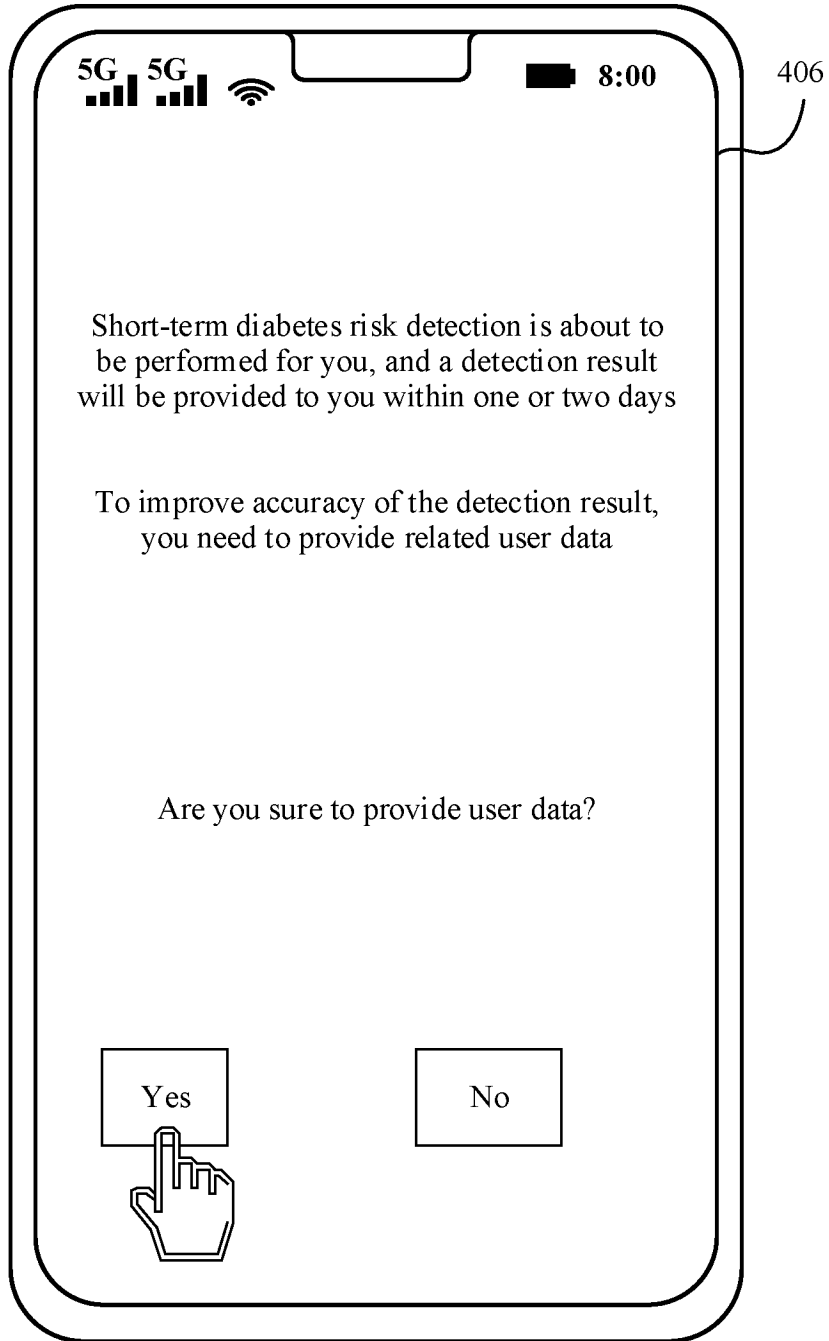 5G 5G 8:00
406
Short-term diabetes risk detection is about to
be performed for you, and a detection result
will be provided to you within one or two days
To improve accuracy of the detection result,
you need to provide related user data
Are you sure to provide user data?
Yes No